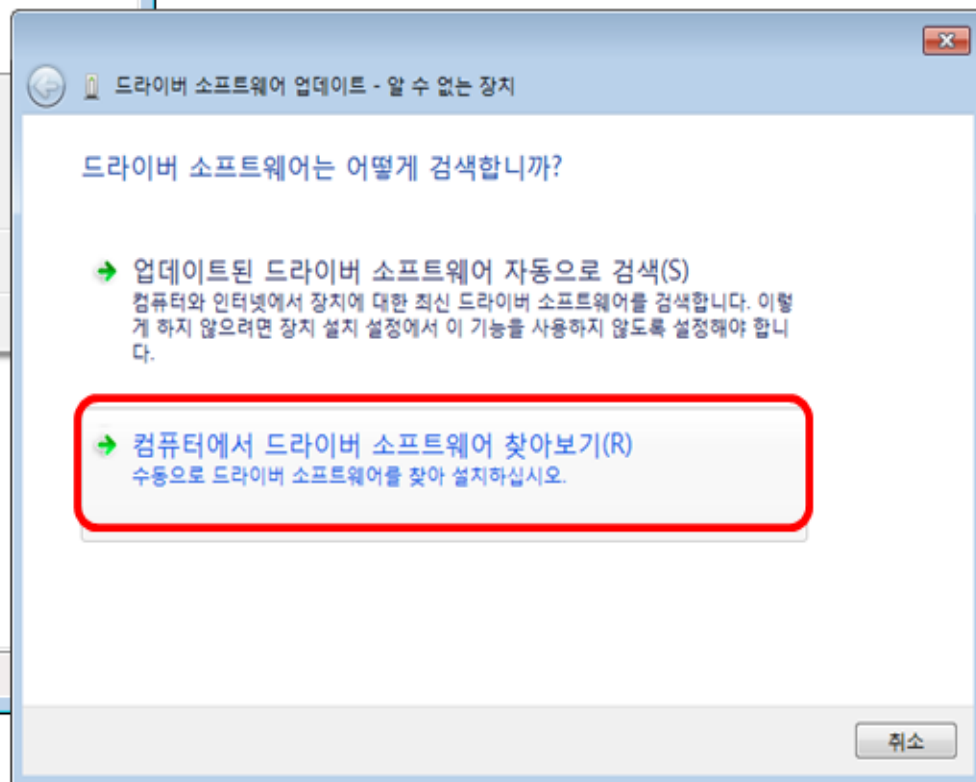 드라이버 소프트웨어 업데이트 - 알 수 없는 장치
드라이버 소프트웨어는 어떻게 검색합니까?
업데이트된 드라이버 소프트웨어 자동으로 검색(S)
컴퓨터와 인터넷에서 장치에 대한 최신 드라이버 소프트웨어를 검색합니다. 이렇
게 하지 않으려면 장치 설치 설정에서 이 기능을 사용하지 않도록 설정해야 합니
다.
컴퓨터에서 드라이버 소프트웨어 찾아보기(R)
수동으로 드라이버 소프트웨어를 찾아 설치하십시오.
취소